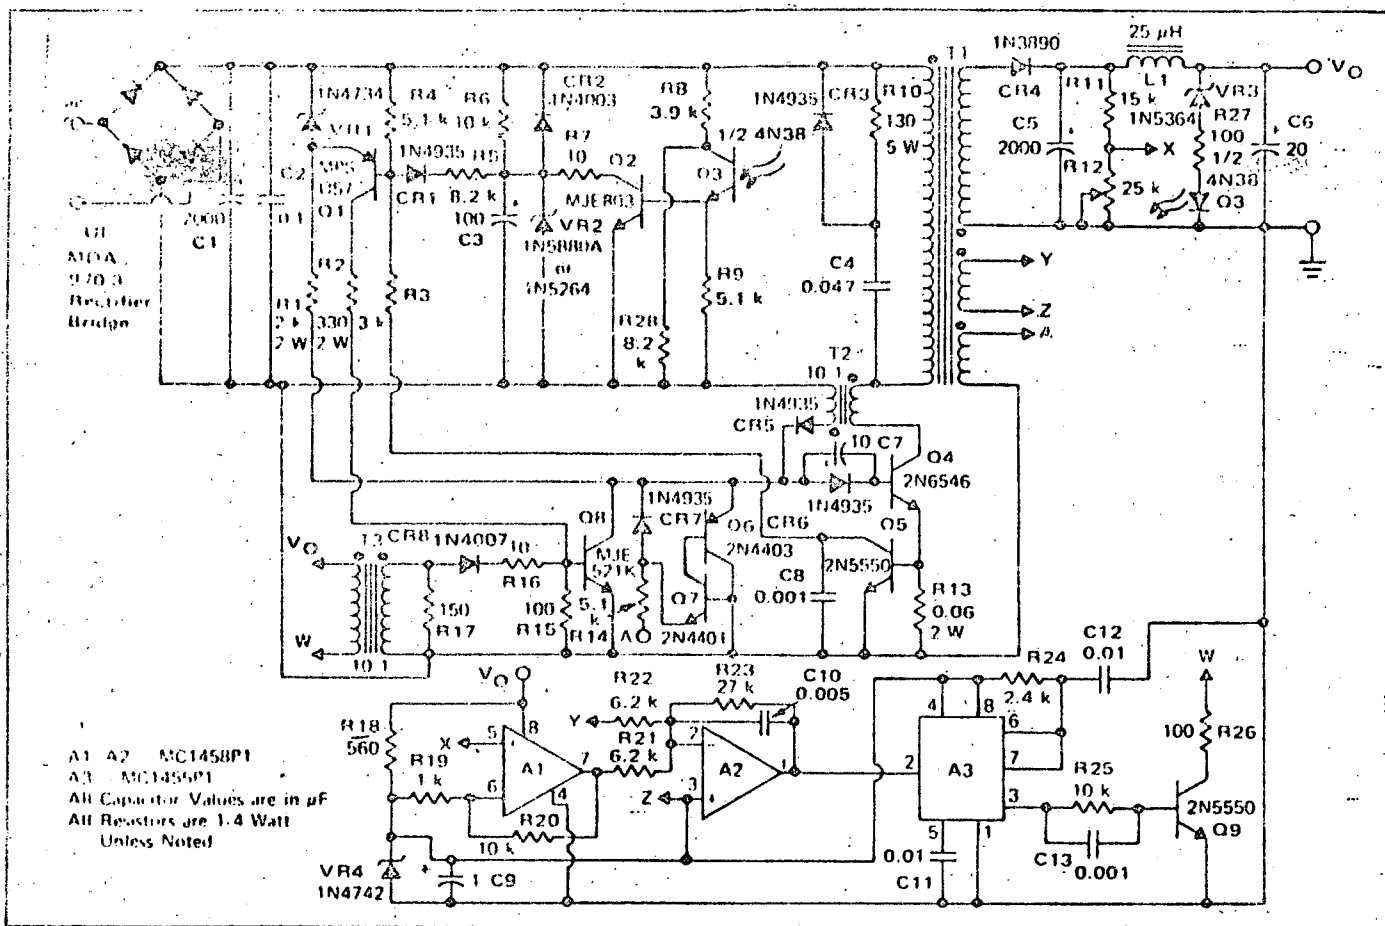 25 µH
T1
1N3890
L1
VO
CR4
R11
15 k
1N5364
VR3
R27
100
1/2
4N38
Q3
C5
2000
C6
20
R12
25 k
X
Y
Z
A
1N4734
VR1
R4
5.1 k
R6
10 k
CR2
1N4003
R8
3.9 k
1N4935
CR3
R10
130
5 W
1/2 4N38
Q3
R7
10
Q2
MJE803
1N4935
CR1
R5
8.2 k
100
C3
VR2
1N5880A
or
1N5264
Q1
C2
0.1
2000
C1
C4
0.047
R9
5.1 k
R28
8.2
k
R1
2 k
2 W
R2
330
2 W
R3
3 k
Rectifier
Bridge
T2
10:1
1N4935
CR5
10
C7
Q4
2N6546
1N4935
CR6
Q5
2N5550
1N4935
CR7
Q6
2N4403
Q7
2N4401
Q8
MJE
521K
VO
T3
CR8
1N4007
10
R16
150
R17
100
R15
5.1
k
R14
A
C8
0.001
R13
0.06
2 W
W
10:1
VO
R18
560
R19
1 k
X
5
6
8
7
4
A1
R20
10 k
VR4
1N4742
1
C9
R22
6.2 k
R21
6.2 k
Y
Z
R23
27 k
C10
0.005
2
3
1
A2
2
4
8
6
7
3
5
1
A3
R24
2.4 k
C12
0.01
R25
10 k
C13
0.001
0.01
C11
W
100
R26
2N5550
Q9
A1, A2 MC1458P1
A3 MC1455P1
All Capacitor Values are in µF
All Resistors are 1/4 Watt
Unless Noted